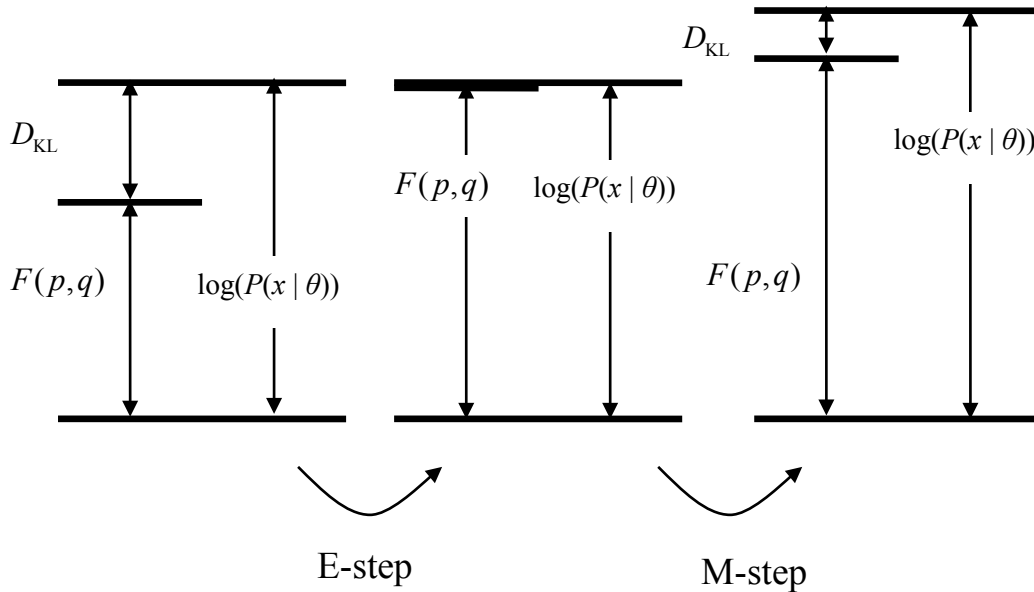 D_KL
F(p,q)
log(P(x | θ))
F(p,q)
log(P(x | θ))
D_KL
F(p,q)
log(P(x | θ))
E-step
M-step